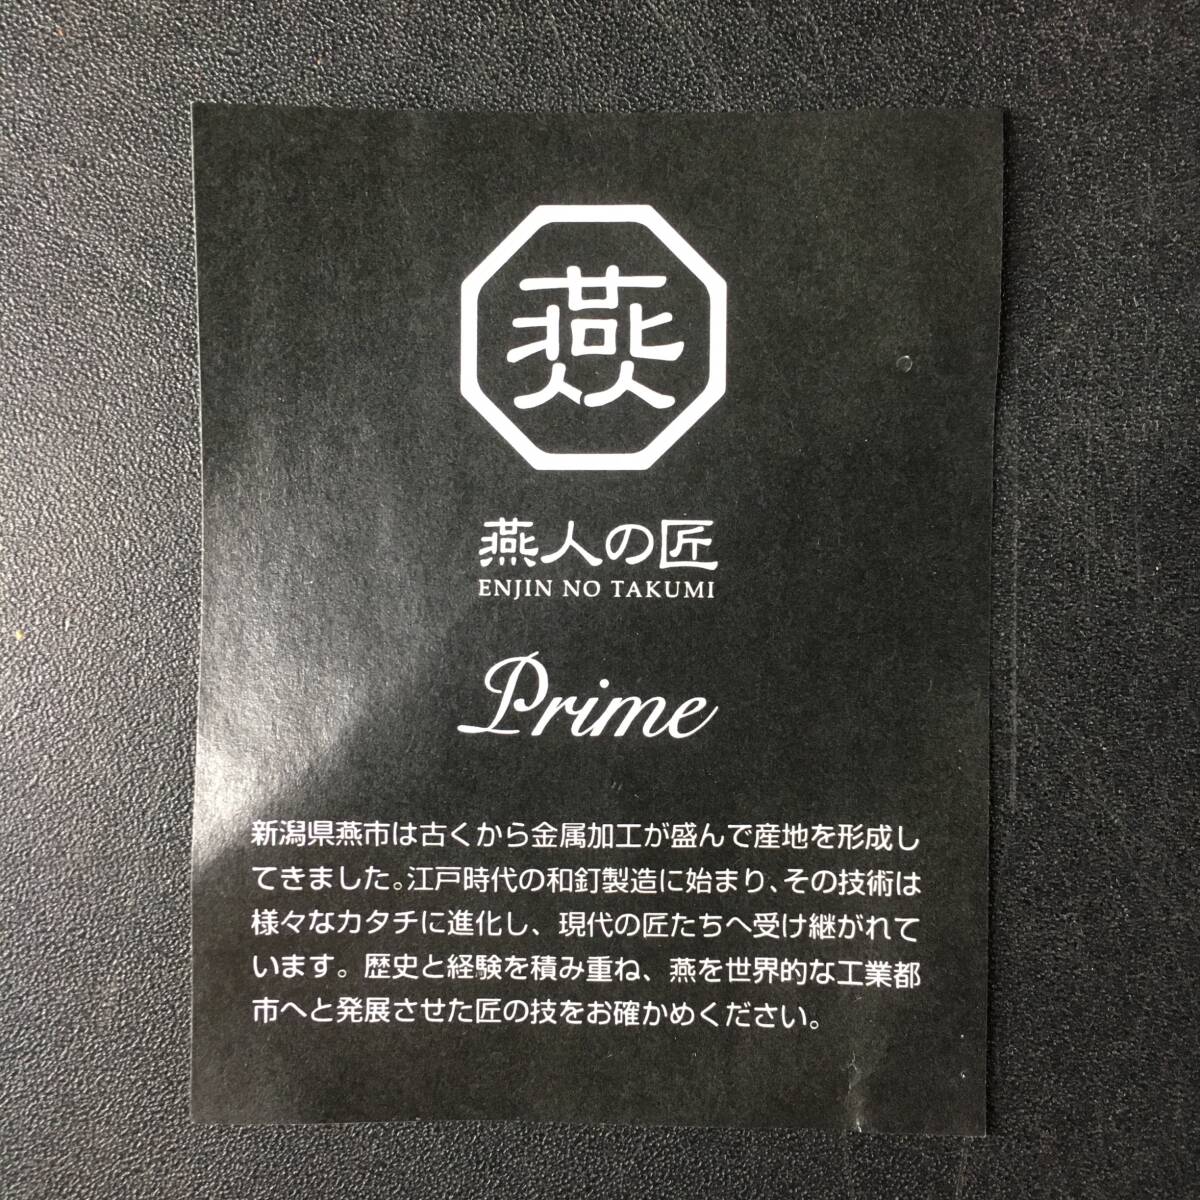 燕
燕人の匠
ENJIN NO TAKUMI
Prime
新潟県燕市は古くから金属加工が盛んで産地を形成し
てきました。江戸時代の和釘製造に始まり、その技術は
様々なカタチに進化し、現代の匠たちへ受け継がれて
います。歴史と経験を積み重ね、燕を世界的な工業都
市へと発展させた匠の技をお確かめください。